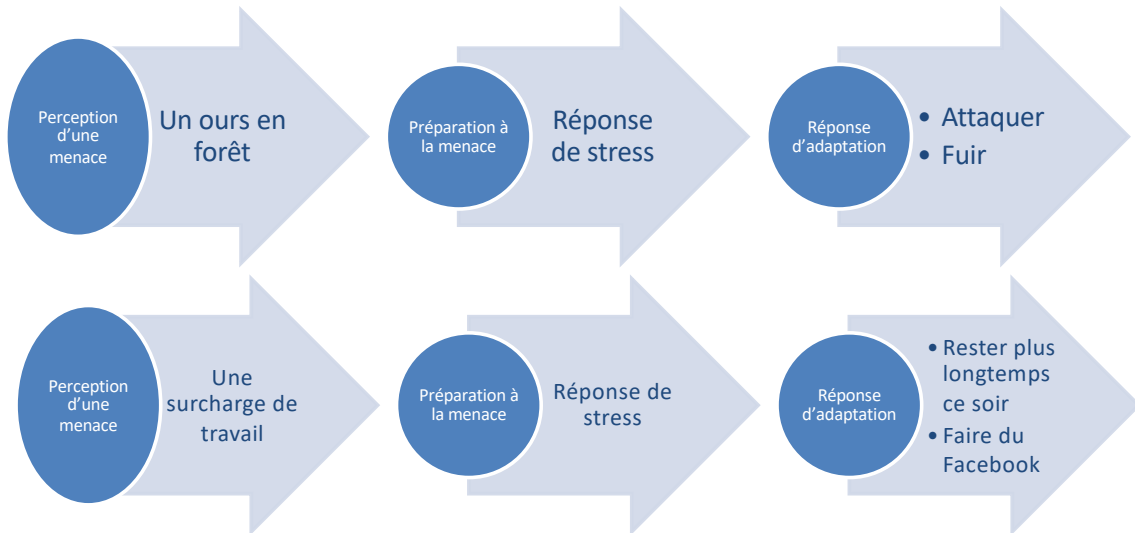 Perception
d’une
menace
Un ours en
forêt
Préparation à
la menace
Réponse
de stress
Réponse
d’adaptation
• Attaquer
• Fuir
Perception
d’une
menace
Une
surcharge de
travail
Préparation à
la menace
Réponse de
stress
Réponse
d’adaptation
• Rester plus
longtemps
ce soir
• Faire du
Facebook